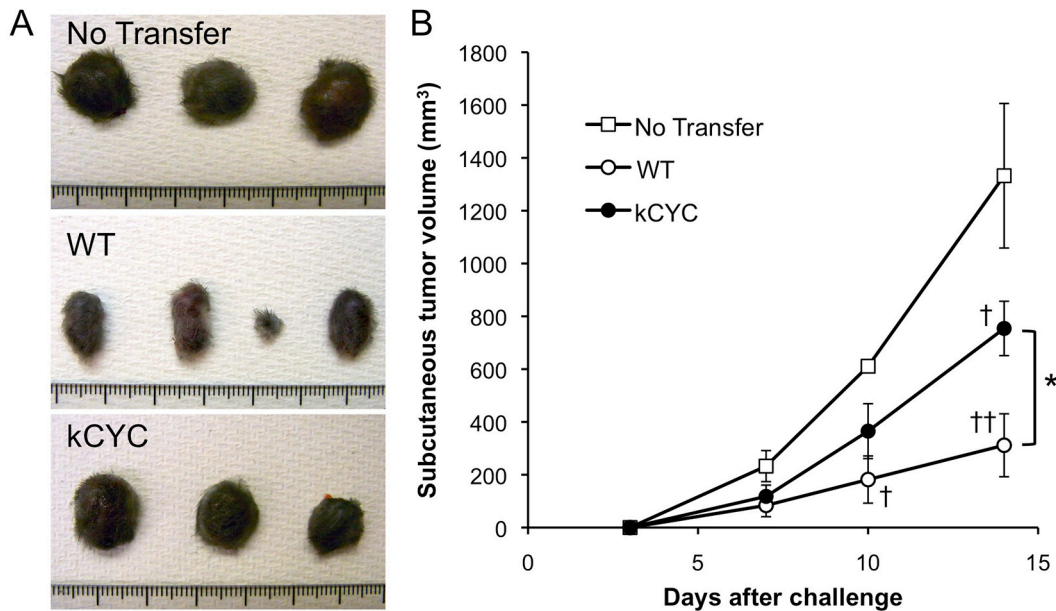 A
No Transfer
WT
kCYC
B
Subcutaneous tumor volume (mm³)
1800
1600
1400
1200
1000
800
600
400
200
0
No Transfer
WT
kCYC
†
††
†
*
0 5 10 15
Days after challenge